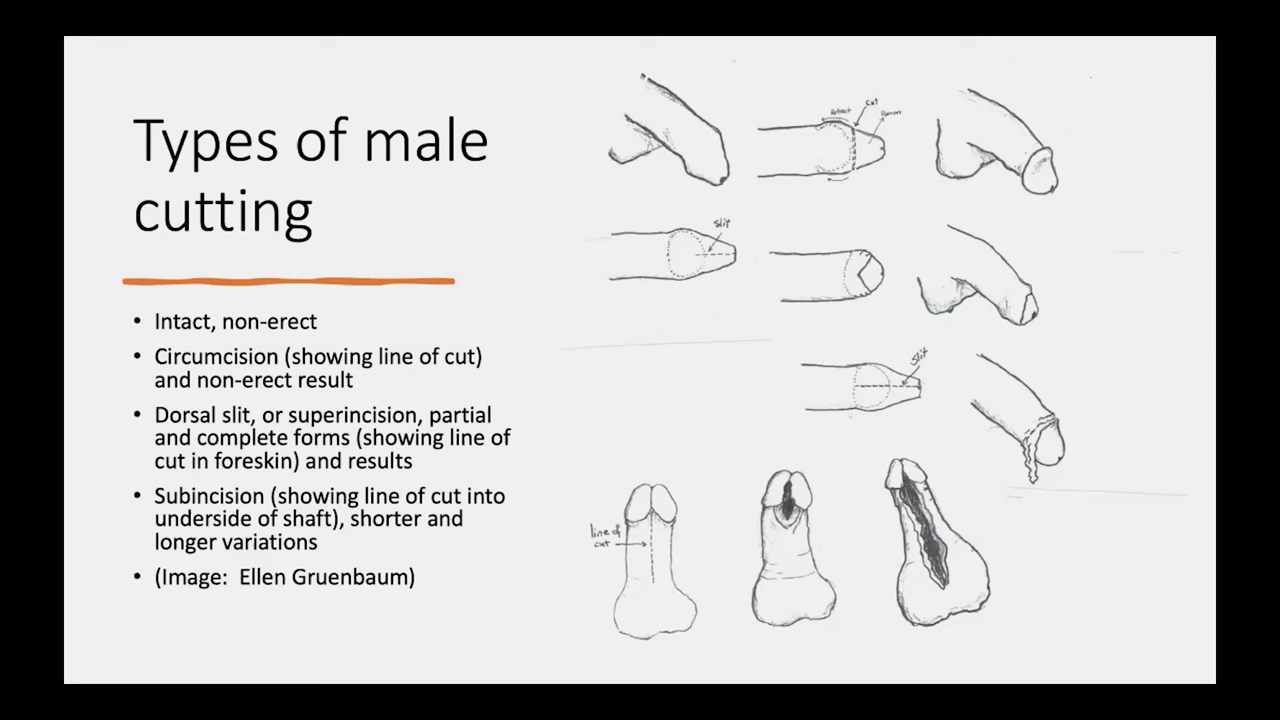 Types of male
cutting
• Intact, non-erect
• Circumcision (showing line of cut)
and non-erect result
• Dorsal slit, or superincision, partial
and complete forms (showing line of
cut in foreskin) and results
• Subincision (showing line of cut into
underside of shaft), shorter and
longer variations
• (Image:  Ellen Gruenbaum)
Retract
cut
Remove
slit
slit
line of
cut